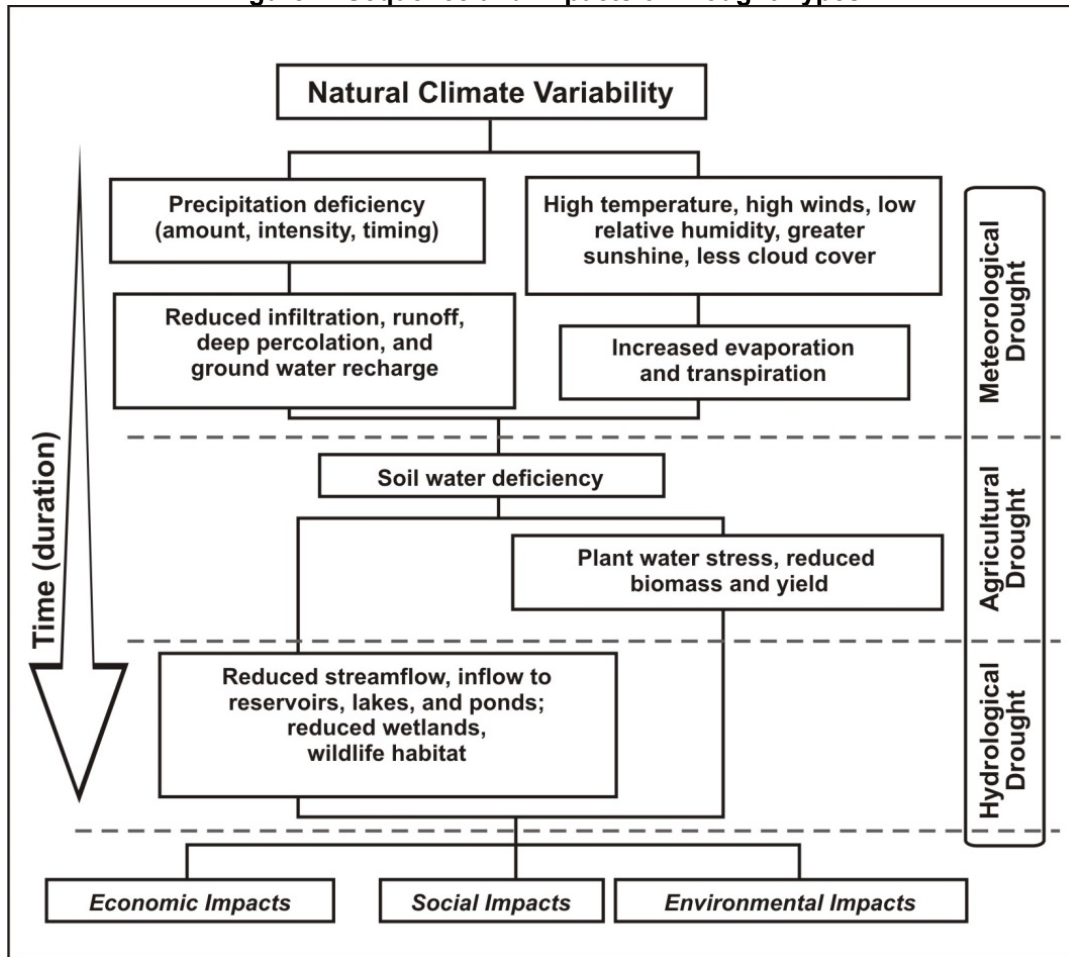 Natural Climate Variability
Precipitation deficiency
(amount, intensity, timing)
High temperature, high winds, low
relative humidity, greater
sunshine, less cloud cover
Reduced infiltration, runoff,
deep percolation, and
ground water recharge
Increased evaporation
and transpiration
Meteorological
Drought
Time (duration)
Soil water deficiency
Plant water stress, reduced
biomass and yield
Agricultural
Drought
Reduced streamflow, inflow to
reservoirs, lakes, and ponds;
reduced wetlands,
wildlife habitat
Hydrological
Drought
Economic Impacts
Social Impacts
Environmental Impacts